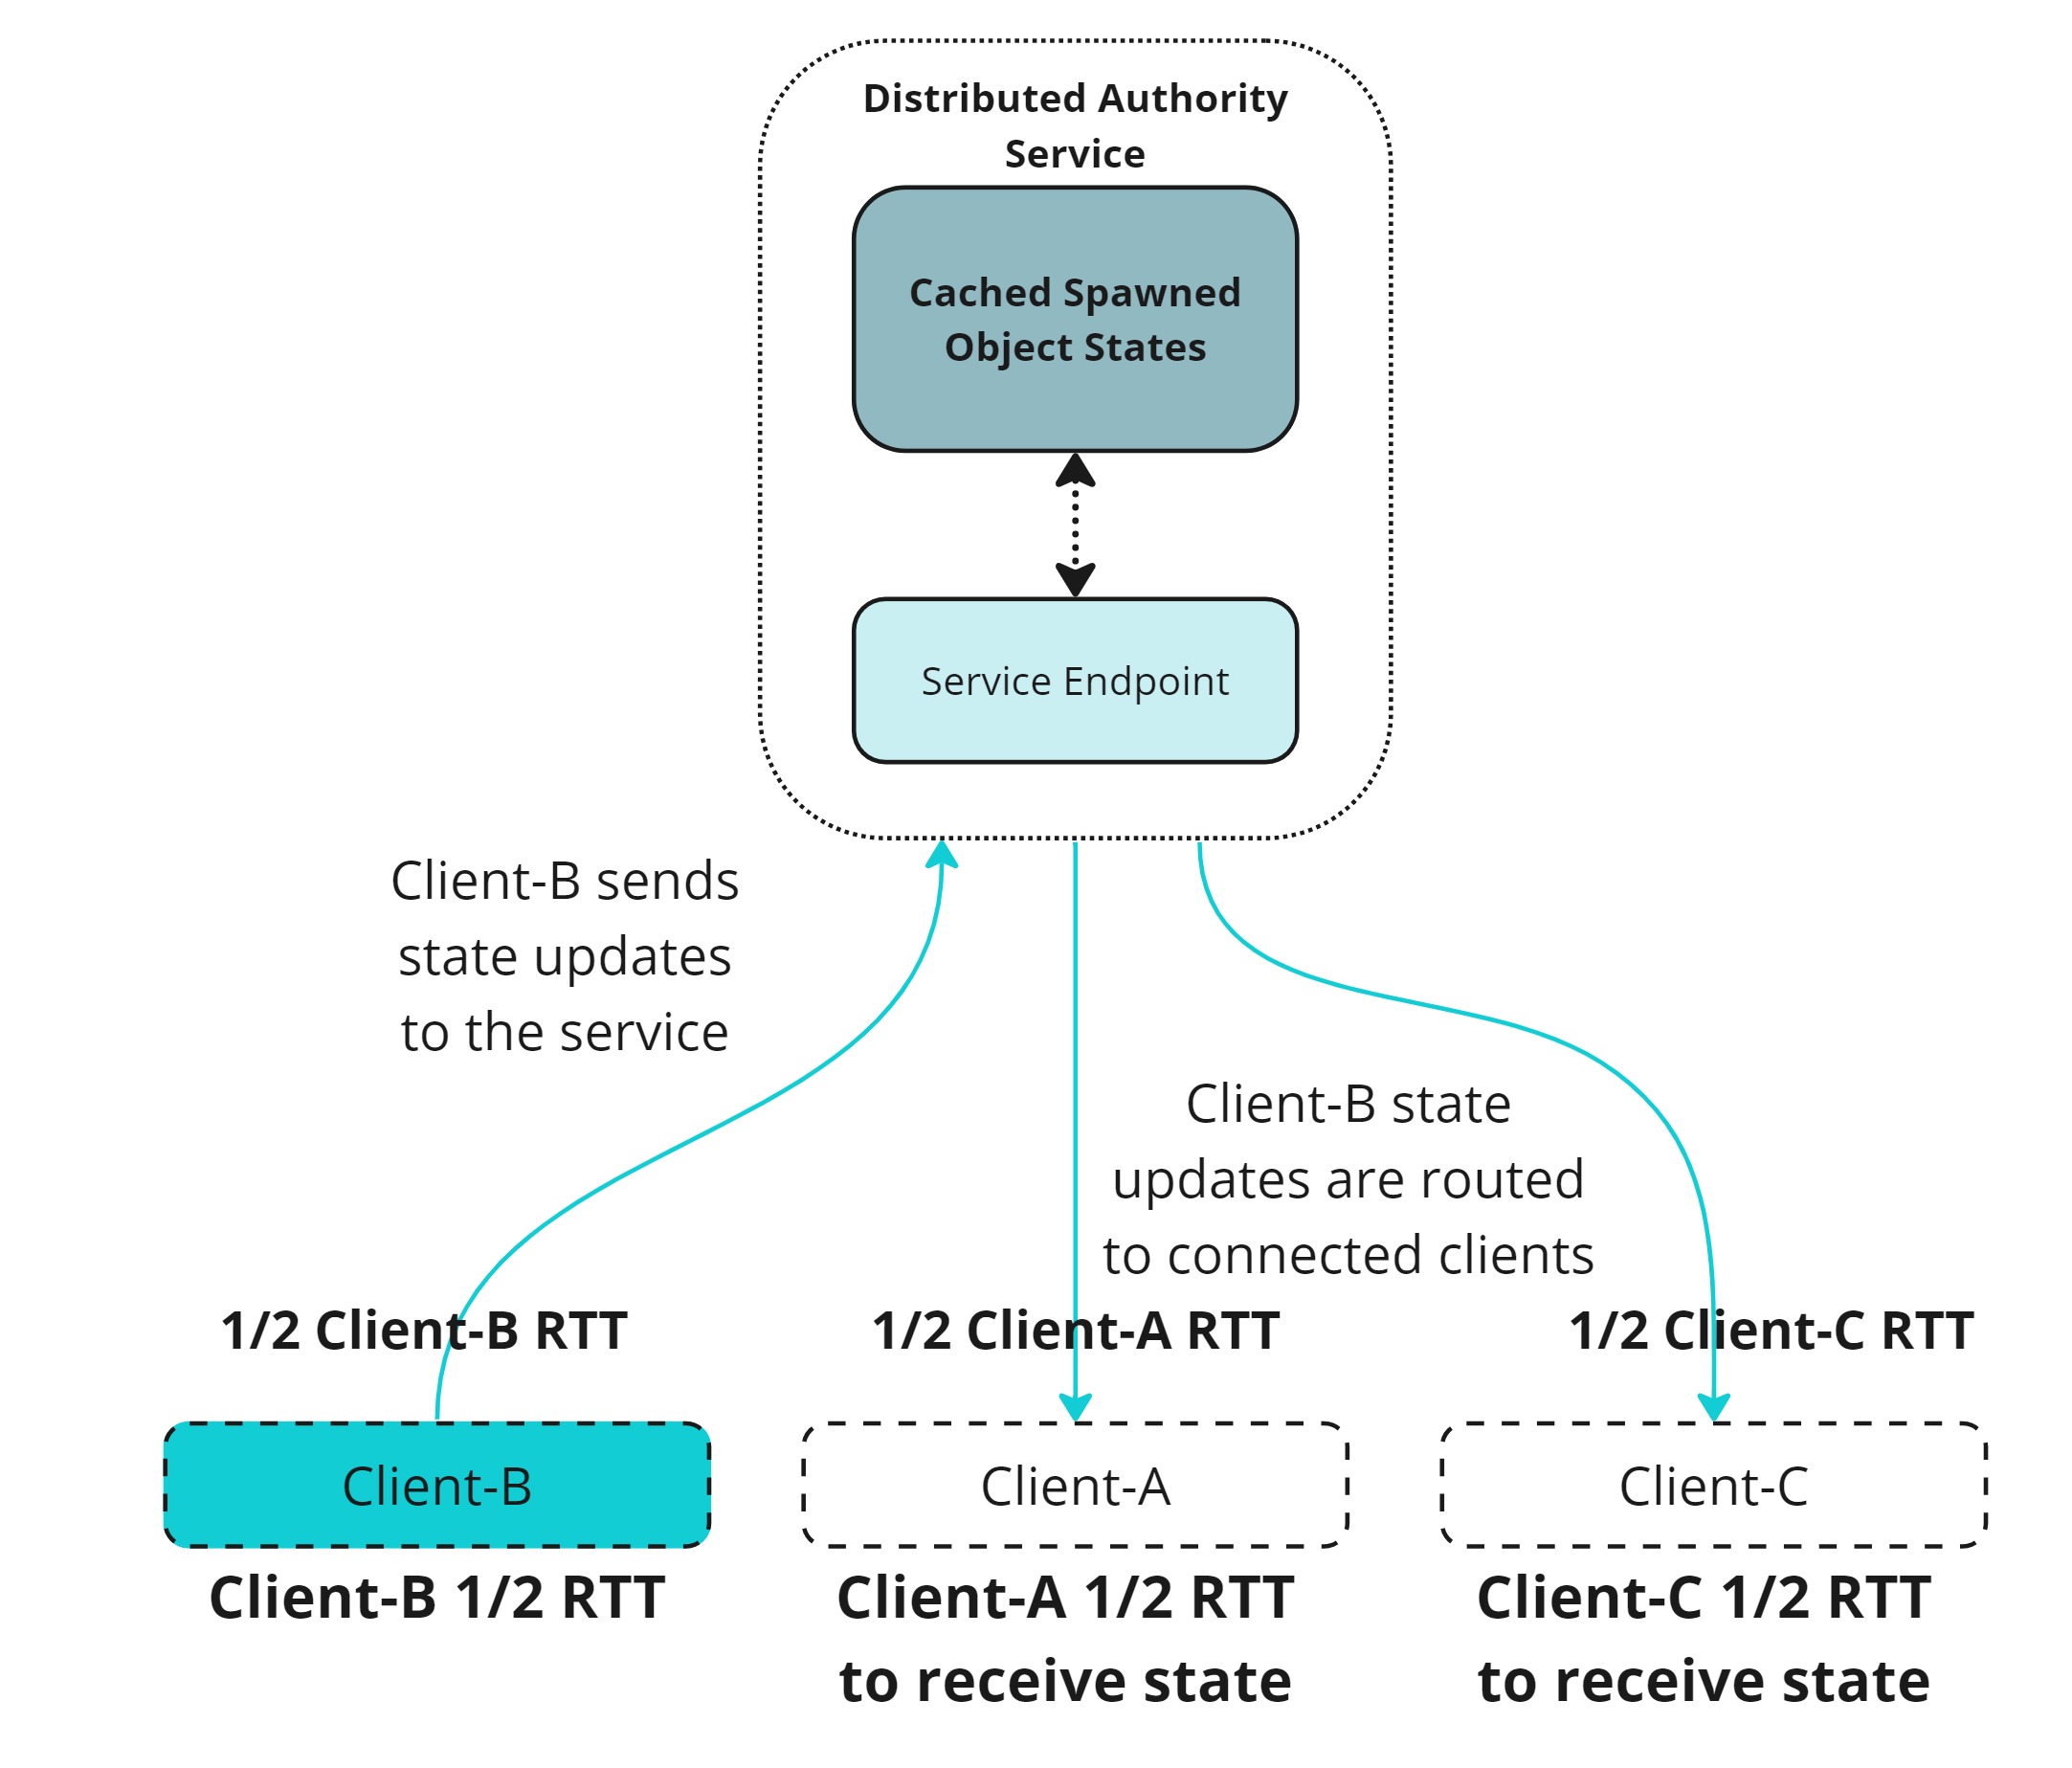 Distributed Authority
Service
Cached Spawned
Object States
Service Endpoint
Client-B sends
state updates
to the service
Client-B state
updates are routed
to connected clients
1/2 Client-B RTT
1/2 Client-A RTT
1/2 Client-C RTT
Client-B
Client-A
Client-C
Client-B 1/2 RTT
Client-A 1/2 RTT
to receive state
Client-C 1/2 RTT
to receive state